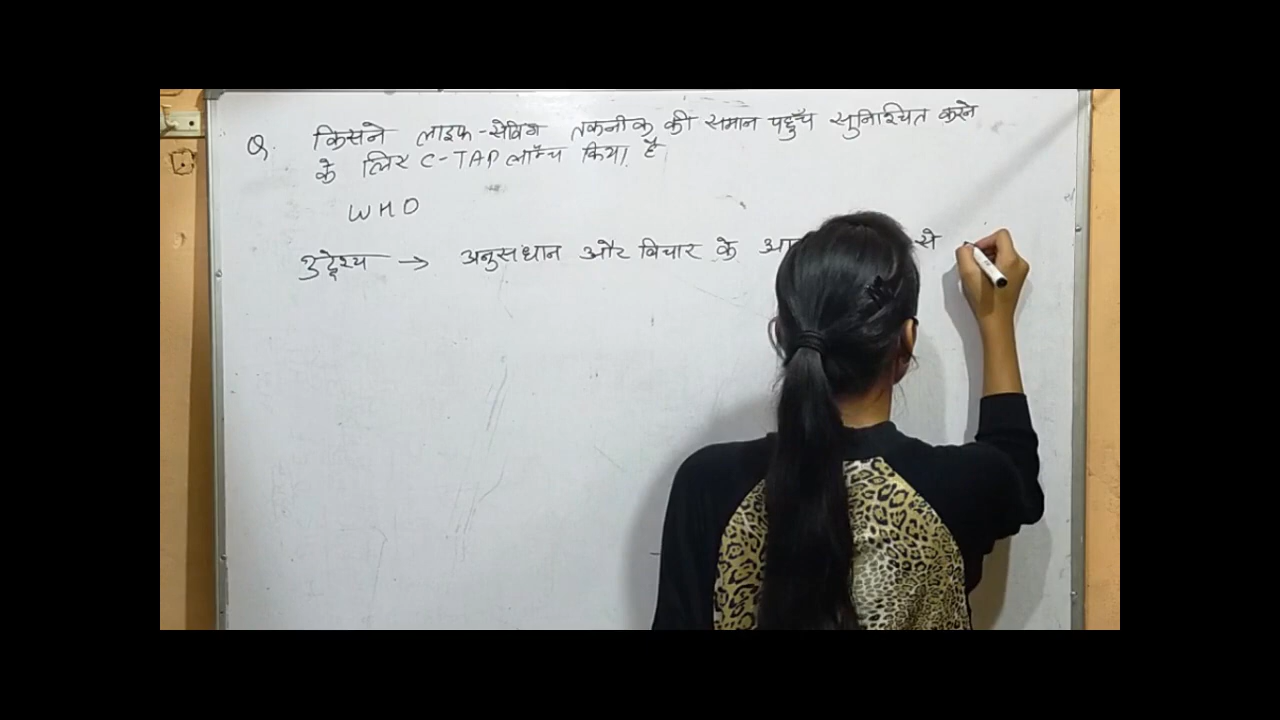 Q. किसने लाइफ-सेविंग तकनीक की समान पहुँच सुनिश्चित करने
के लिए C-TAP लॉन्च किया है
WHO
उद्देश्य → अनुसंधान और विचार के से